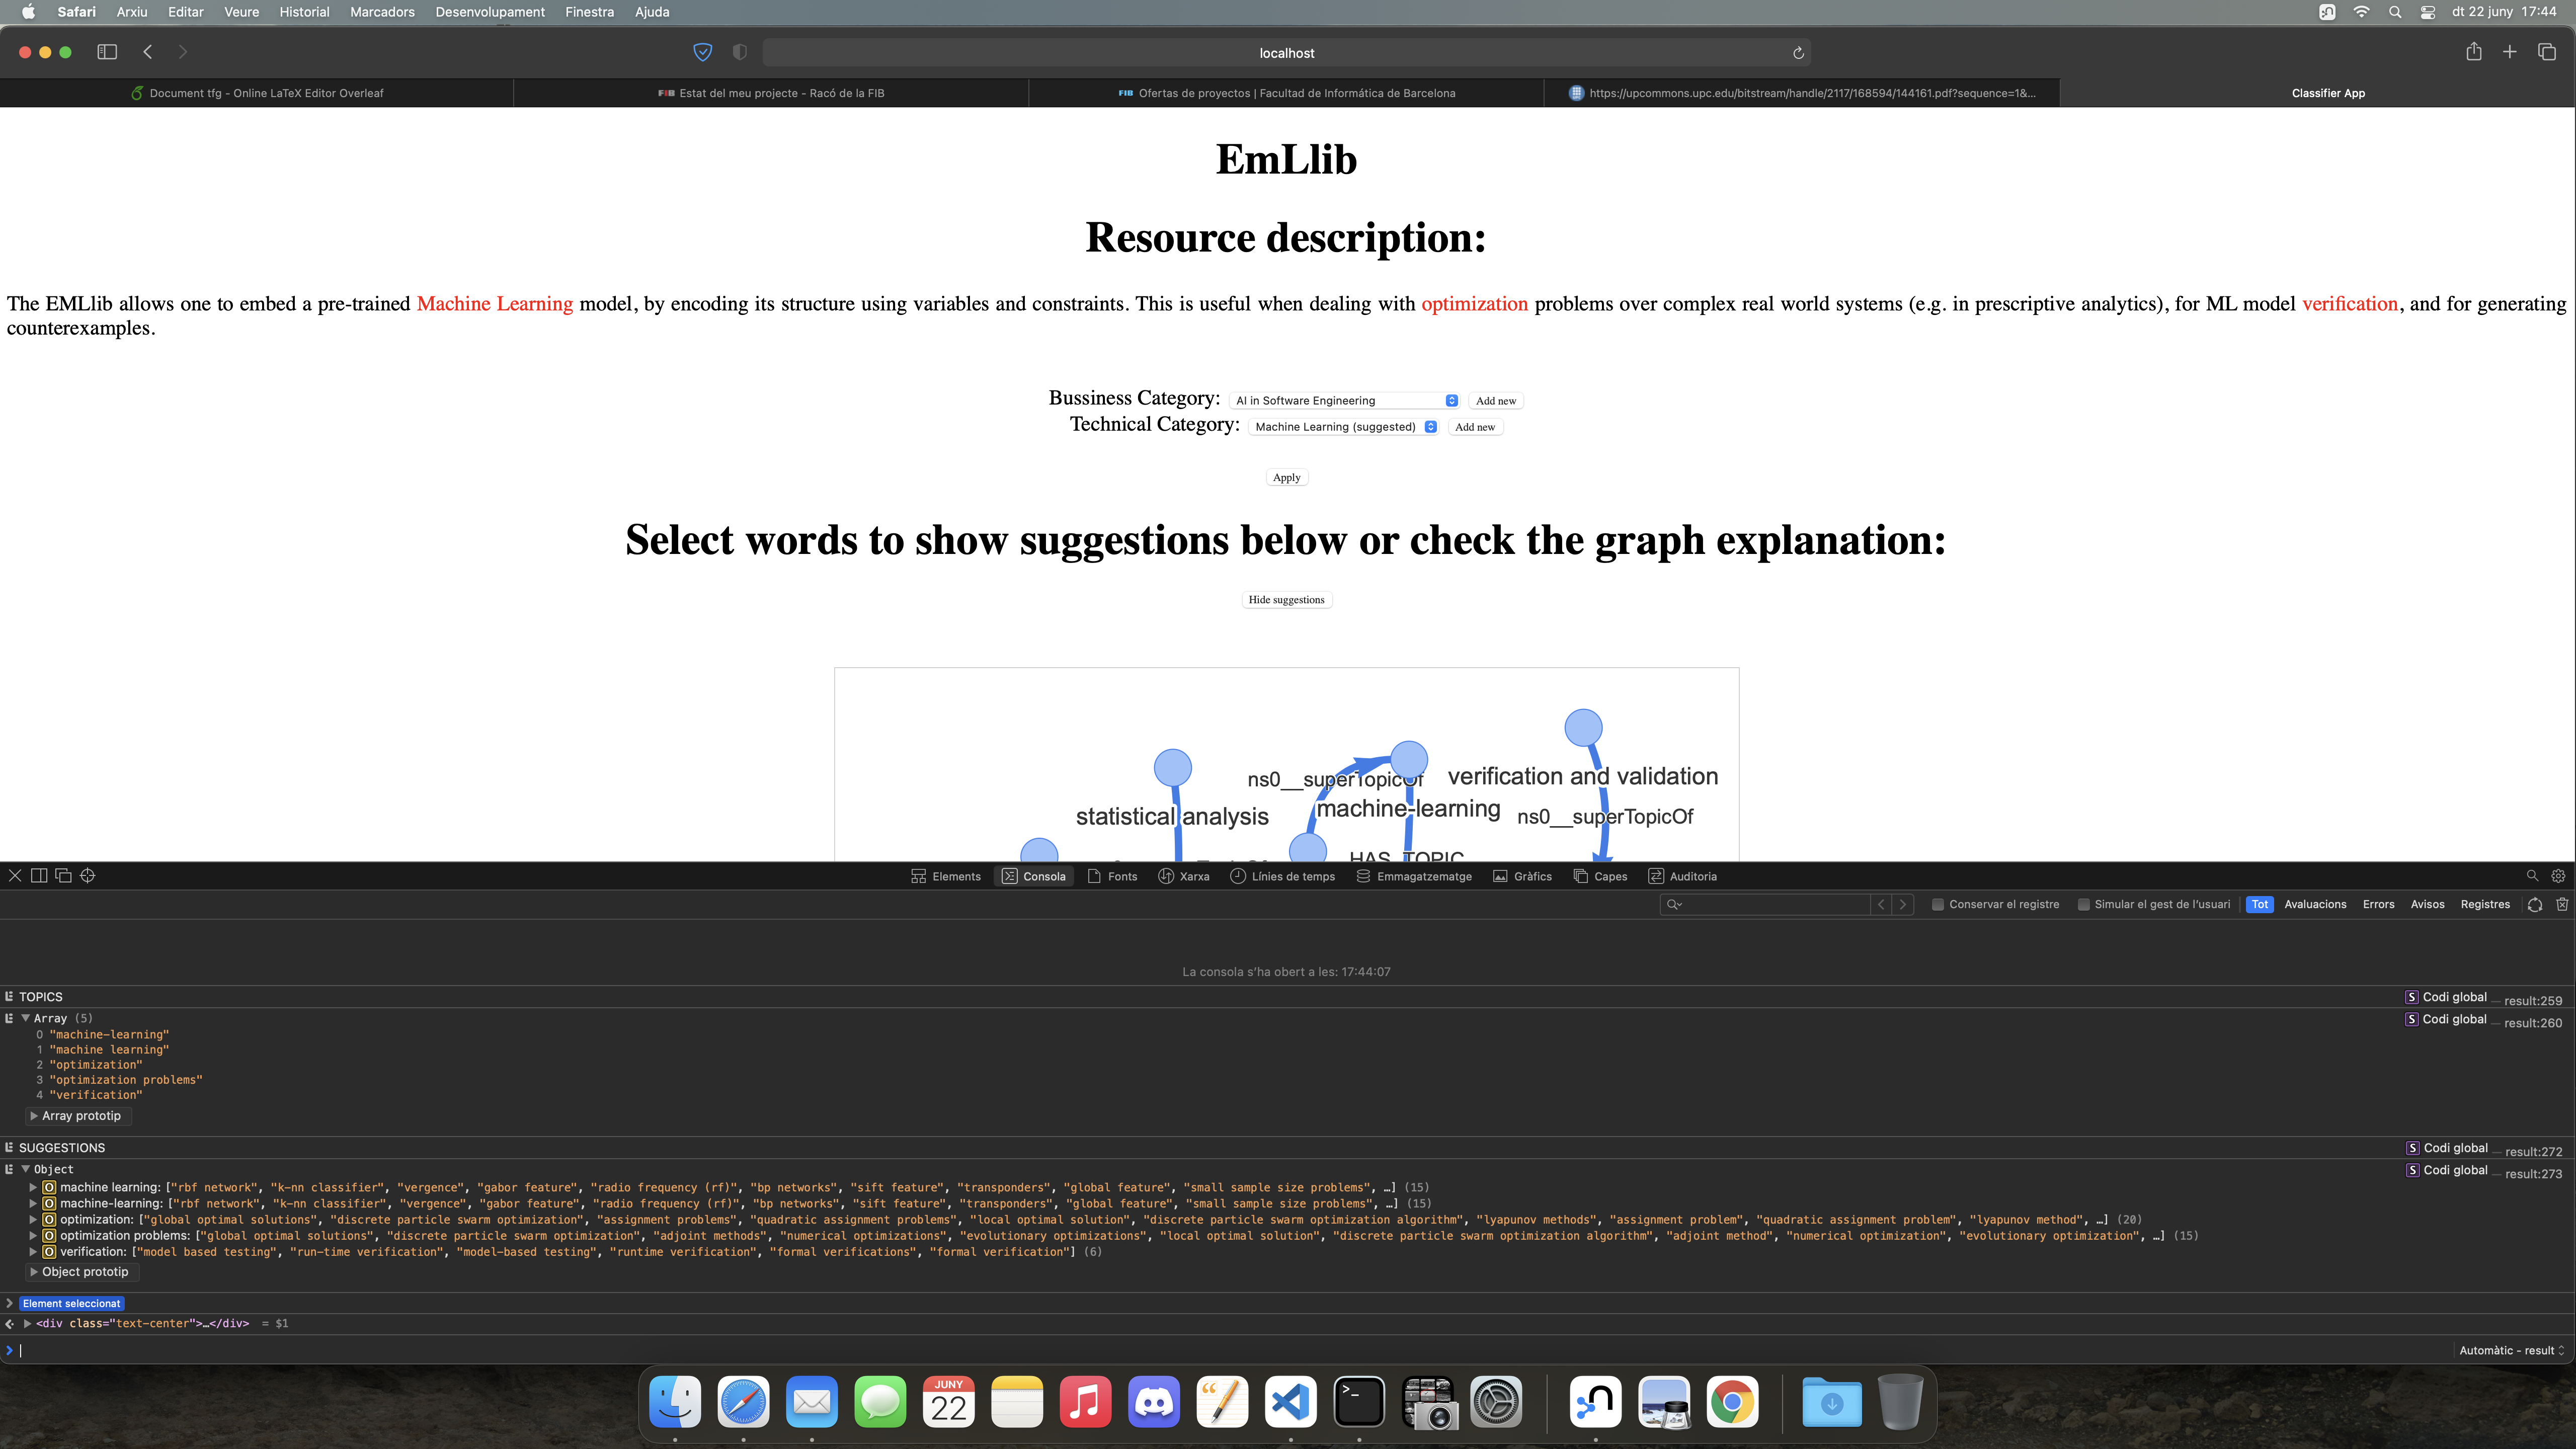 Safari Arxiu Editar Veure Historial Marcadors Desenvolupament Finestra Ajuda
dt 22 juny 17:44
localhost
Document tfg - Online LaTeX Editor Overleaf
FIB Estat del meu projecte - Racó de la FIB
FIB Ofertas de proyectos | Facultad de Informática de Barcelona
https://upcommons.upc.edu/bitstream/handle/2117/168594/144161.pdf?sequence=1&...
Classifier App
EmLlib
Resource description:
The EMLlib allows one to embed a pre-trained Machine Learning model, by encoding its structure using variables and constraints. This is useful when dealing with optimization problems over complex real world systems (e.g. in prescriptive analytics), for ML model verification, and for generating
counterexamples.
Bussiness Category: AI in Software Engineering Add new
Technical Category: Machine Learning (suggested) Add new
Apply
Select words to show suggestions below or check the graph explanation:
Hide suggestions
ns0__superTopicOf
verification and validation
statistical analysis
machine-learning
ns0__superTopicOf
HAS_TOPIC
Elements Consola Fonts Xarxa Línies de temps Emmagatzematge Gràfics Capes Auditoria
Conservar el registre Simular el gest de l'usuari Tot Avaluacions Errors Avisos Registres
La consola s'ha obert a les: 17:44:07
TOPICS
S Codi global — result:259
Array (5)
S Codi global — result:260
0 "machine-learning"
1 "machine learning"
2 "optimization"
3 "optimization problems"
4 "verification"
Array prototip
SUGGESTIONS
S Codi global — result:272
Object
S Codi global — result:273
O machine learning: ["rbf network", "k-nn classifier", "vergence", "gabor feature", "radio frequency (rf)", "bp networks", "sift feature", "transponders", "global feature", "small sample size problems", …] (15)
O machine-learning: ["rbf network", "k-nn classifier", "vergence", "gabor feature", "radio frequency (rf)", "bp networks", "sift feature", "transponders", "global feature", "small sample size problems", …] (15)
O optimization: ["global optimal solutions", "discrete particle swarm optimization", "assignment problems", "quadratic assignment problems", "local optimal solution", "discrete particle swarm optimization algorithm", "lyapunov methods", "assignment problem", "quadratic assignment problem", "lyapunov method", …] (20)
O optimization problems: ["global optimal solutions", "discrete particle swarm optimization", "adjoint methods", "numerical optimizations", "evolutionary optimizations", "local optimal solution", "discrete particle swarm optimization algorithm", "adjoint method", "numerical optimization", "evolutionary optimization", …] (15)
O verification: ["model based testing", "run-time verification", "model-based testing", "runtime verification", "formal verifications", "formal verification"] (6)
Object prototip
Element seleccionat
<div class="text-center">…</div> = $1
Automàtic - result
JUNY
22